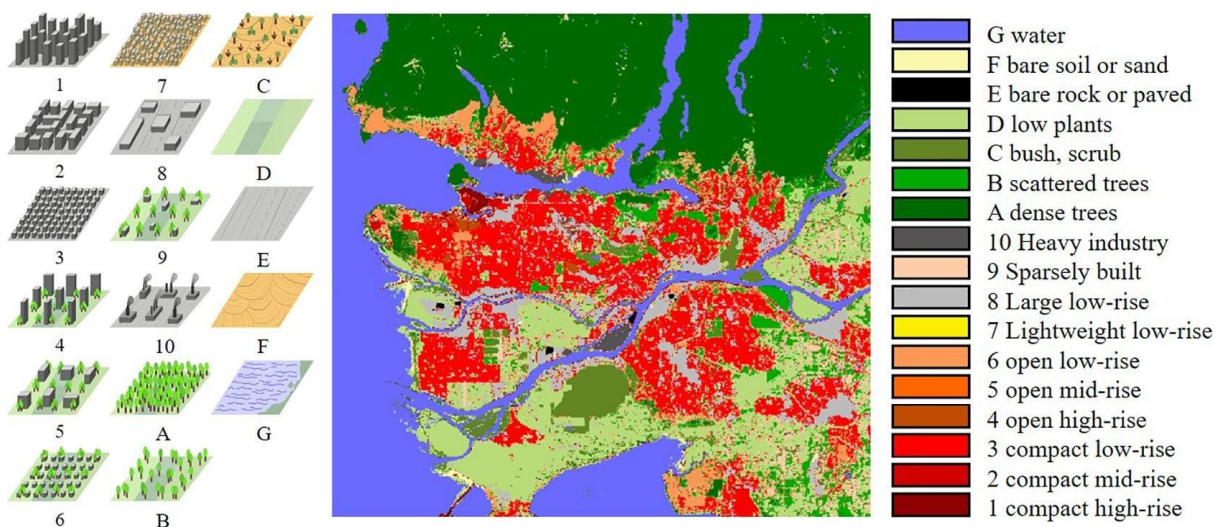 1
7
C
2
8
D
3
9
E
4
10
F
5
A
G
6
B
G water
F bare soil or sand
E bare rock or paved
D low plants
C bush, scrub
B scattered trees
A dense trees
10 Heavy industry
9 Sparsely built
8 Large low-rise
7 Lightweight low-rise
6 open low-rise
5 open mid-rise
4 open high-rise
3 compact low-rise
2 compact mid-rise
1 compact high-rise